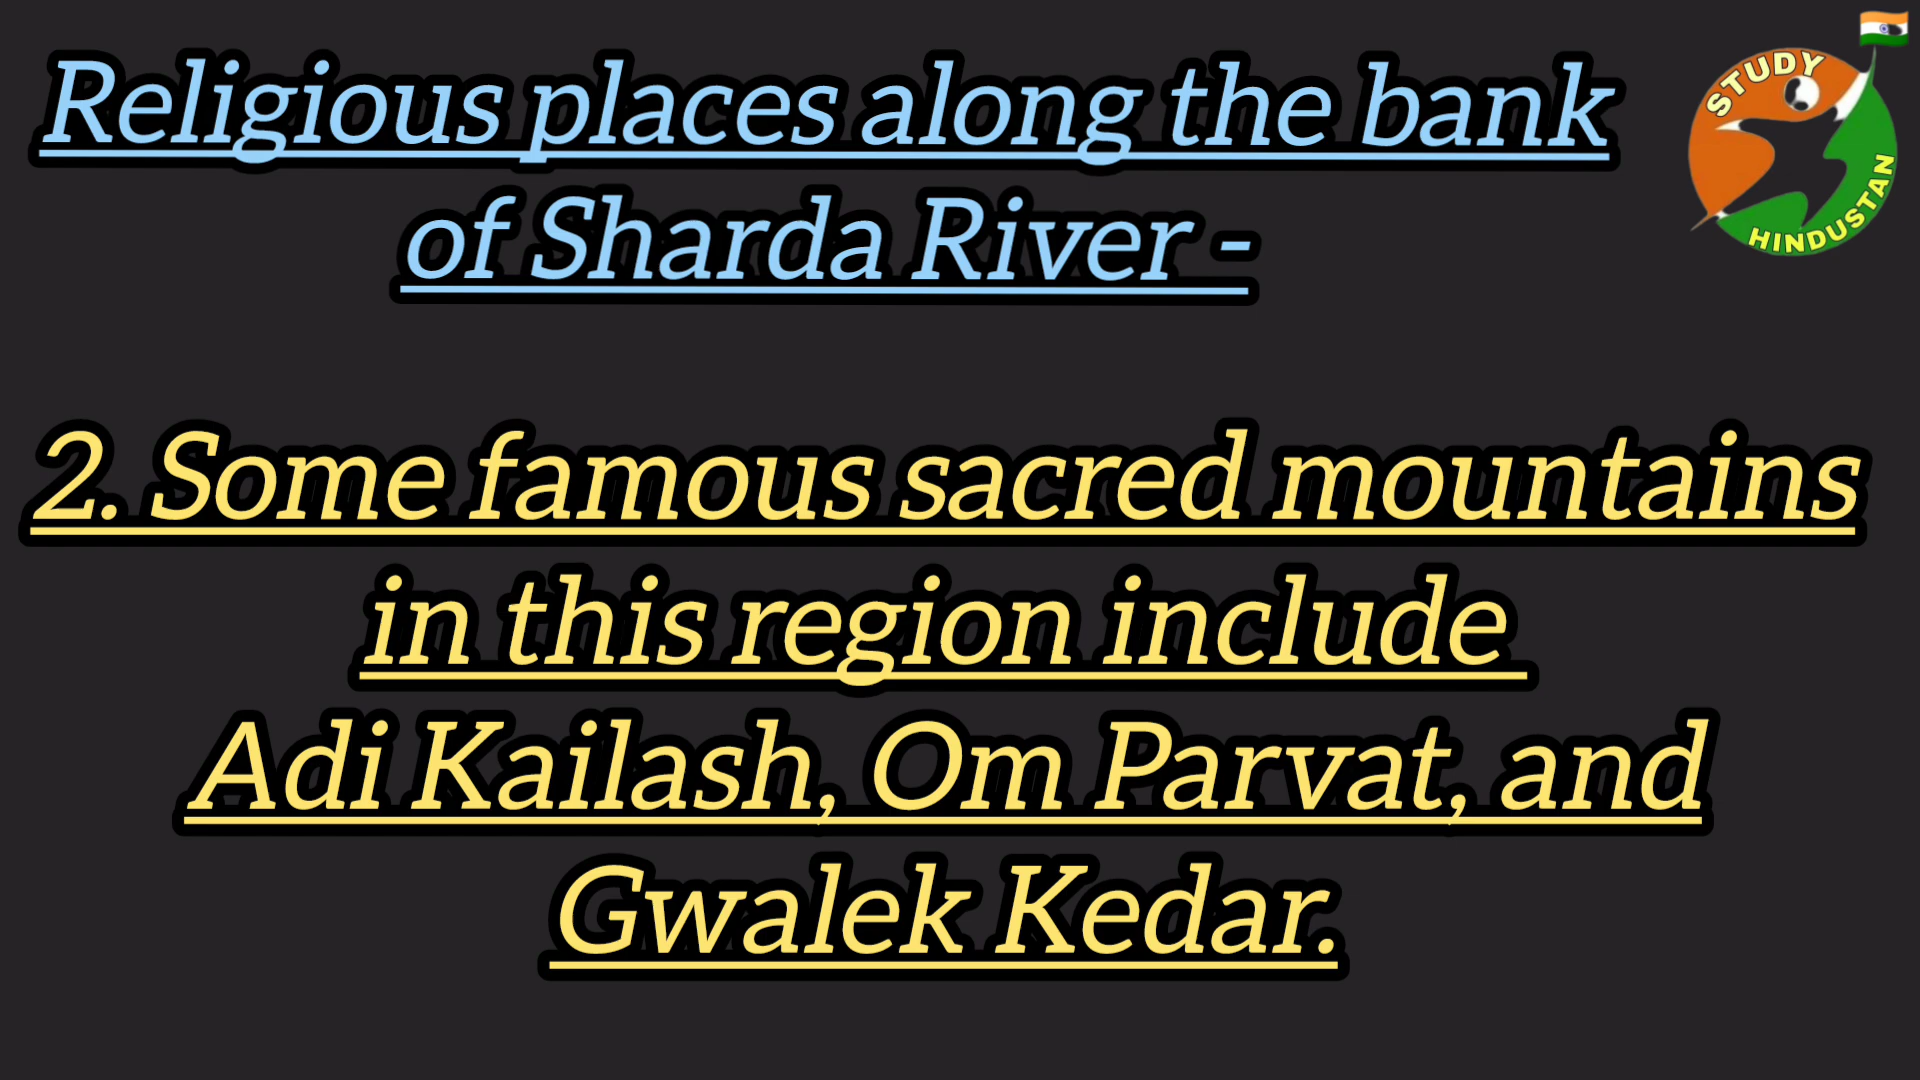 Religious places along the bank
of Sharda River -
STUDY
HINDUSTAN
2. Some famous sacred mountains
in this region include
Adi Kailash, Om Parvat, and
Gwalek Kedar.